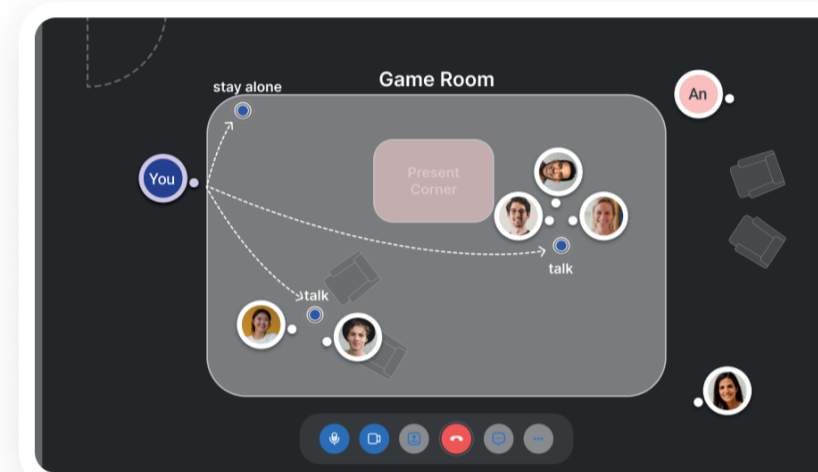 Game Room
stay alone
An
You
Present
Corner
talk
talk